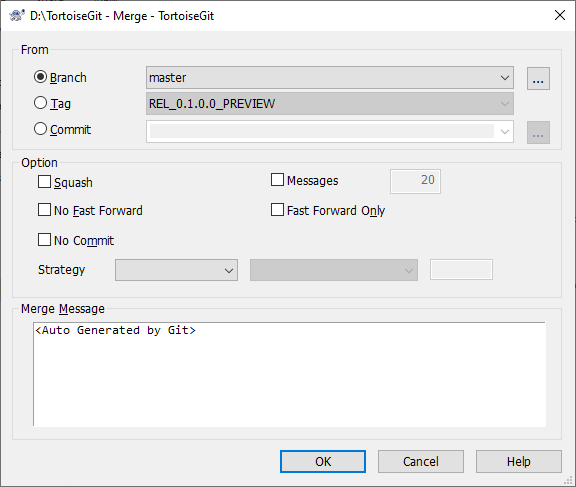 D:\TortoiseGit - Merge - TortoiseGit
From
Branch
master
...
Tag
REL_0.1.0.0_PREVIEW
Commit
...
Option
Squash
Messages
20
No Fast Forward
Fast Forward Only
No Commit
Strategy
Merge Message
<Auto Generated by Git>
OK
Cancel
Help